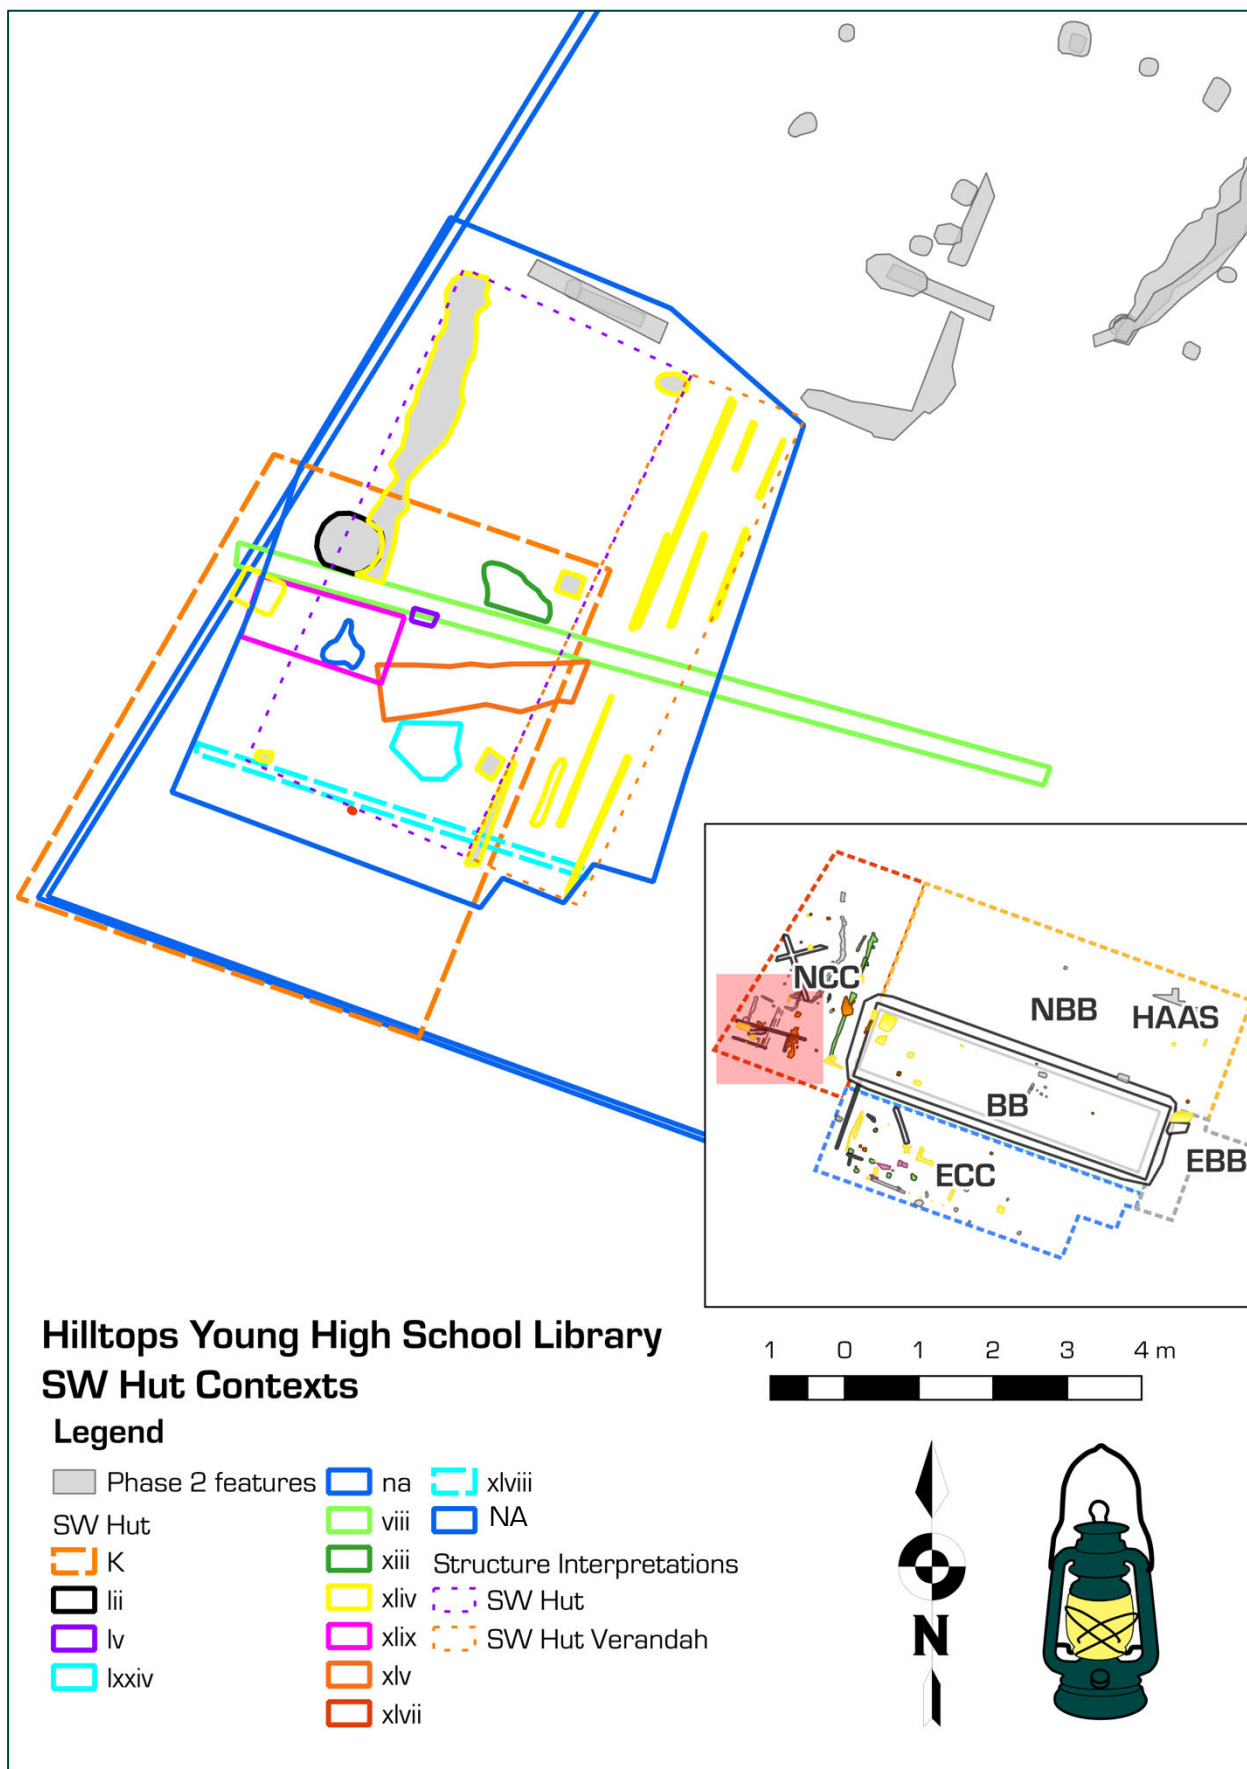 NCC
NBB
HAAS
BB
ECC
EBB
Hilltops Young High School Library
SW Hut Contexts
Legend
Phase 2 features
SW Hut
K
lii
lv
lxxiv
na
viii
xiii
xliv
xlix
xlv
xlvii
xlviii
NA
Structure Interpretations
SW Hut
SW Hut Verandah
1 0 1 2 3 4 m
N